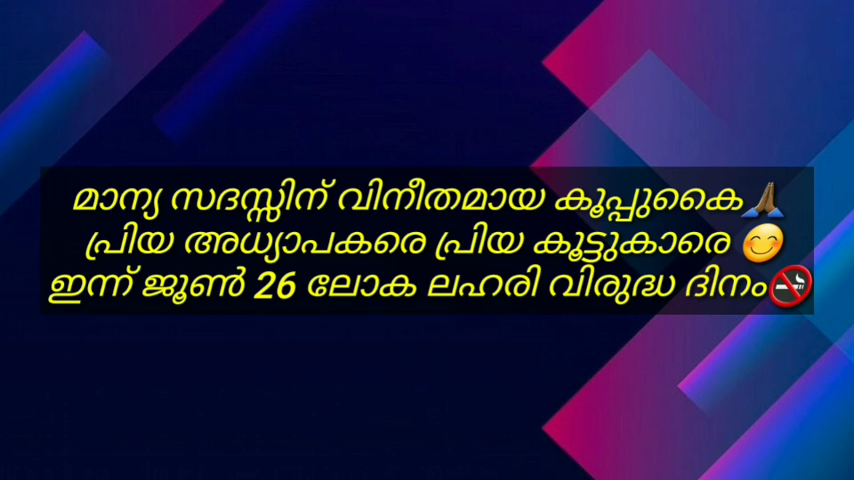 മാന്യ സദസ്സിന് വിനീതമായ കൂപ്പുകൈ🙏🏾
പ്രിയ അധ്യാപകരെ പ്രിയ കൂട്ടുകാരെ 😊
ഇന്ന് ജൂൺ 26 ലോക ലഹരി വിരുദ്ധ ദിനം🚭